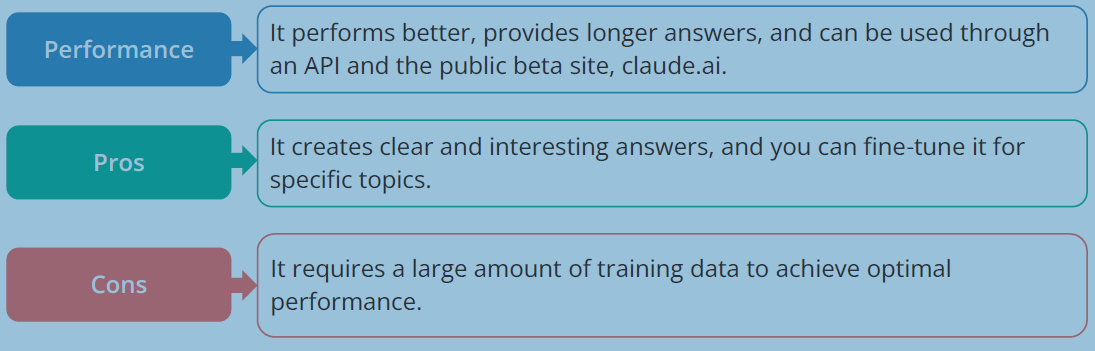 Performance
It performs better, provides longer answers, and can be used through
an API and the public beta site, claude.ai.
Pros
It creates clear and interesting answers, and you can fine-tune it for
specific topics.
Cons
It requires a large amount of training data to achieve optimal
performance.